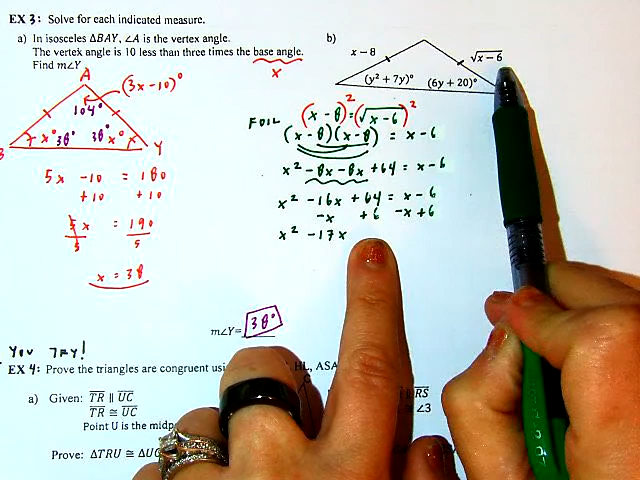 EX 3: Solve for each indicated measure.
a) In isosceles ΔBAY, ∠A is the vertex angle.
The vertex angle is 10 less than three times the base angle.
x
Find m∠Y
A
(3x-10)°
104°
x° 38° 38° x°
Y
5x -10 = 180
+10 +10
5x = 190
5 5
x = 38
m∠Y= 38°
b)
x − 8
√x − 6
(y² + 7y)° (6y + 20)°
(x - 8)² = (√x-6)²
FOIL
(x - 8)(x - 8) = x - 6
x² - 8x - 8x + 64 = x - 6
x² - 16x + 64 = x - 6
-x +6 -x +6
x² - 17x
YOU TRY!
EX 4: Prove the triangles are congruent usi HL, ASA
a) Given: TR ∥ UC
TR ≅ UC
Point U is the midp
Prove: ΔTRU ≅ ΔUC
RS
≅ ∠3